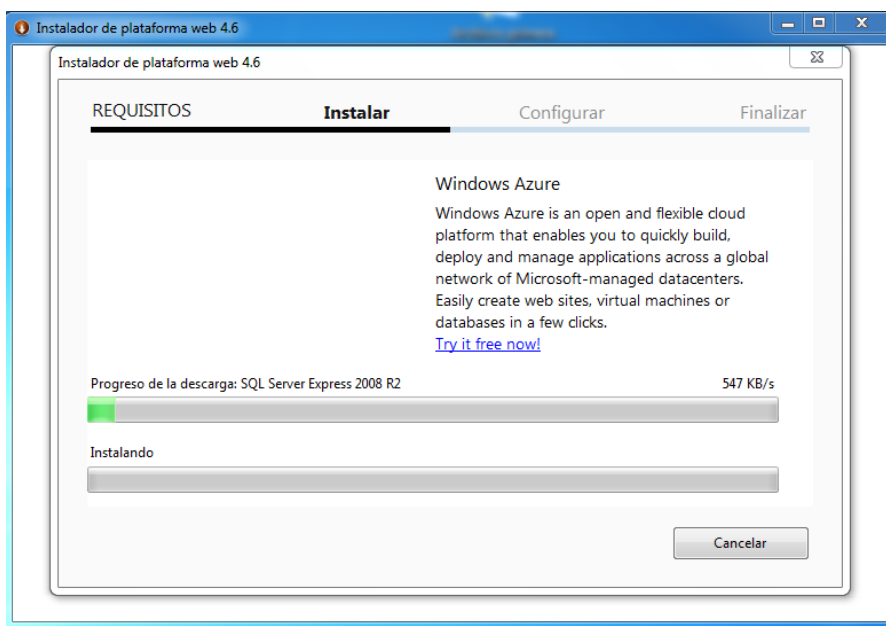 Instalador de plataforma web 4.6
Instalador de plataforma web 4.6
REQUISITOS Instalar Configurar Finalizar
Windows Azure
Windows Azure is an open and flexible cloud
platform that enables you to quickly build,
deploy and manage applications across a global
network of Microsoft-managed datacenters.
Easily create web sites, virtual machines or
databases in a few clicks.
Try it free now!
Progreso de la descarga: SQL Server Express 2008 R2 547 KB/s
Instalando
Cancelar